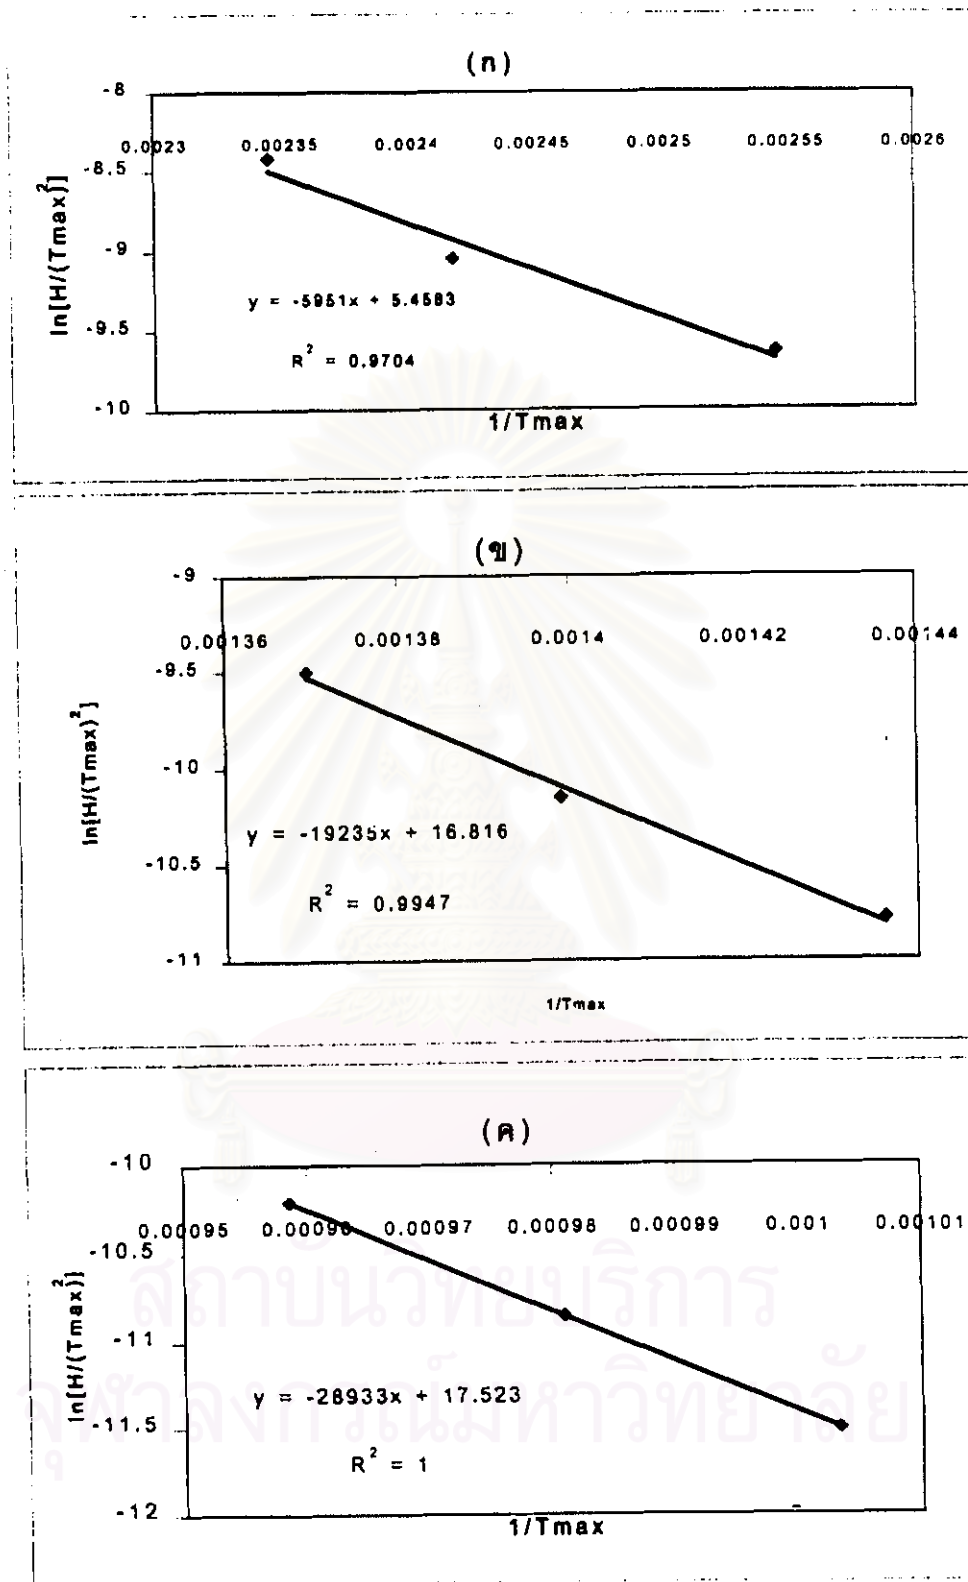 (ก)
-8
0.0023 0.00235 0.0024 0.00245 0.0025 0.00255 0.0026
-8.5
-9
-9.5
-10
ln[H/(Tmax²)]
y = -5951x + 5.4583
R² = 0.9704
1/Tmax
(ข)
-9
0.00136 0.00138 0.0014 0.00142 0.00144
-9.5
-10
-10.5
-11
ln[H/(Tmax)²]
y = -19235x + 16.816
R² = 0.9947
1/Tmax
(ค)
-10
0.00095 0.00096 0.00097 0.00098 0.00099 0.001 0.00101
-10.5
-11
-11.5
-12
ln[H/(Tmax²)]
y = -28933x + 17.523
R² = 1
1/Tmax
สถาบันวิทยบริการ
จุฬาลงกรณ์มหาวิทยาลัย